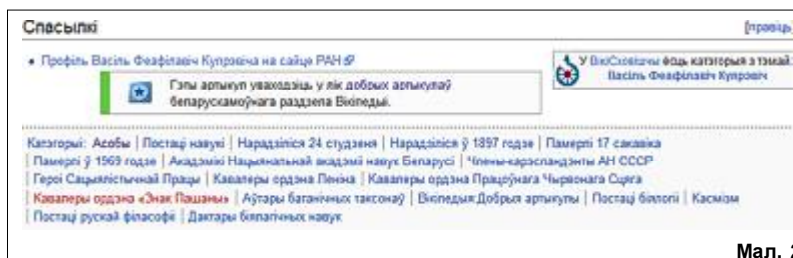 Спасылкі [правіць]
Профіль Васіль Феафілавіч Купрэвіча на сайце РАН
У ВікіСховішчы ёсць катэгорыя з тэмай:
Васіль Феафілавіч Купрэвіч
Гэты артыкул уваходзіць у лік добрых артыкулаў
беларускамоўнага раздзела Вікіпедыі.
Катэгорыі: Асобы | Постаці навукі | Нарадзіліся 24 студзеня | Нарадзіліся ў 1897 годзе | Памерлі 17 сакавіка
| Памерлі ў 1969 годзе | Акадэмікі Нацыянальнай акадэміі навук Беларусі | Члены-карэспандэнты АН СССР
| Героі Сацыялістычнай Працы | Кавалеры ордэна Леніна | Кавалеры ордэна Працоўнага Чырвонага Сцяга
| Кавалеры ордэна «Знак Пашаны» | Аўтары батанічных таксонаў | Вікіпедыя:Добрыя артыкулы | Постаці біялогіі | Касмізм
| Постаці рускай філасофіі | Дактары біялагічных навук
Мал. 2